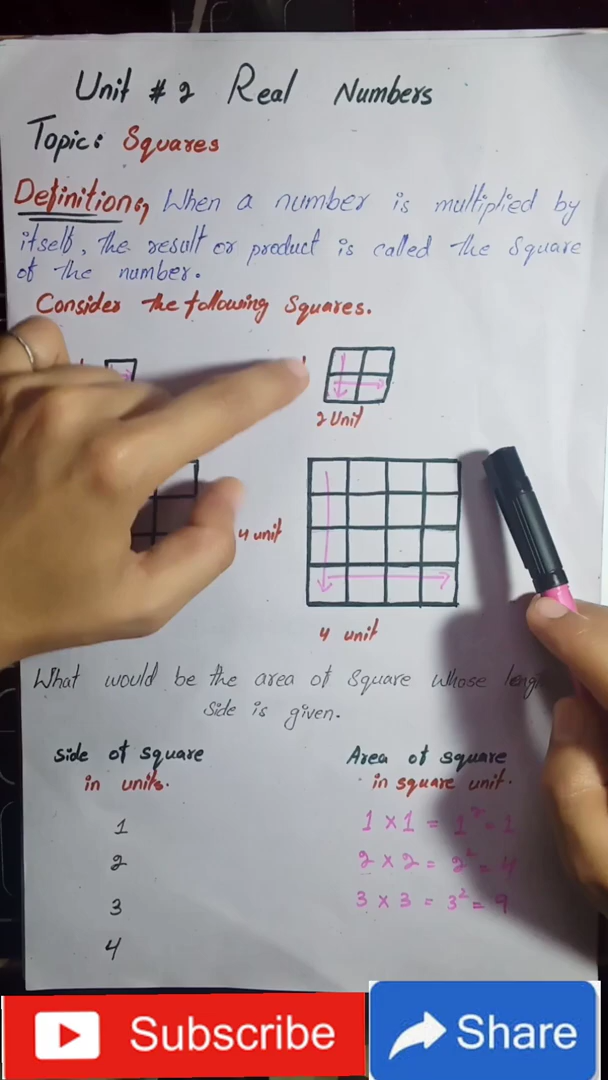 Unit # 2 Real Numbers
Topic: Squares
Definition, When a number is multiplied by
itself, the result or product is called the Square
of the number.
Consider the following Squares.
2 Unit
4 unit
4 unit
What would be the area of Square whose leng
side is given.
Side of square
in units.
Area of square
in square unit.
1
1 × 1 = 1² = 1
2
2 × 2 = 2² = 4
3
3 × 3 = 3² = 9
4
Subscribe
Share